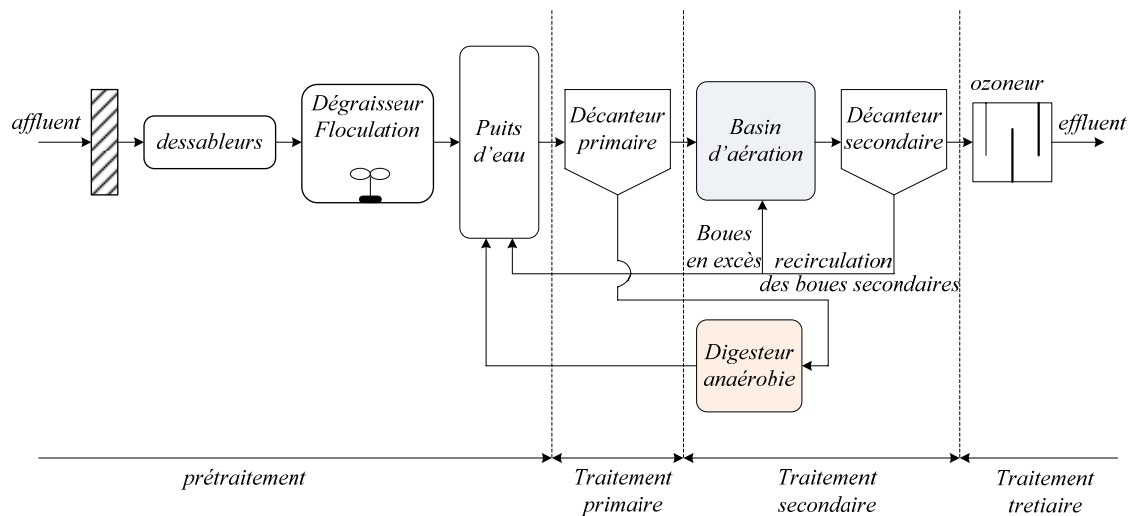 affluent
dessableurs
Dégraisseur
Floculation
Puits
d'eau
Décanteur
primaire
Basin
d'aération
Décanteur
secondaire
ozoneur
effluent
Boues
en excès
recirculation
des boues secondaires
Digesteur
anaérobie
prétraitement
Traitement
primaire
Traitement
secondaire
Traitement
tretiaire